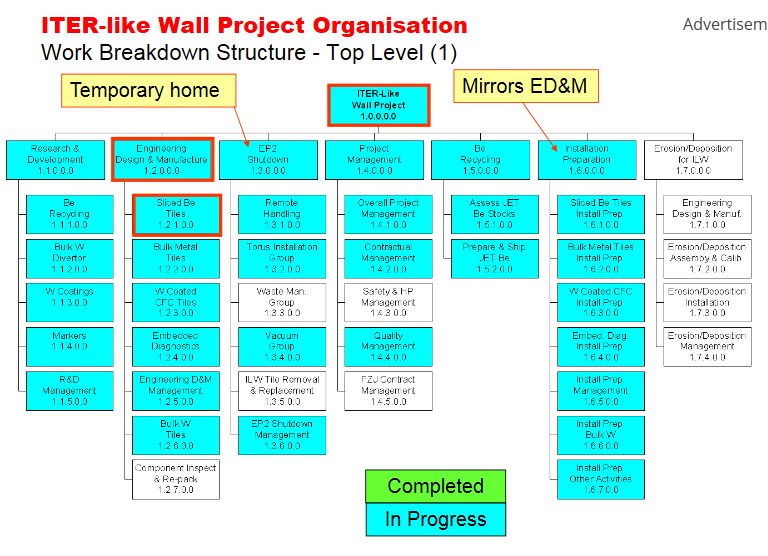 ITER-like Wall Project Organisation
Advertisem
Work Breakdown Structure - Top Level (1)
Temporary home
Mirrors ED&M
ITER-Like
Wall Project
1.0.0.0.0
Research &
Development
1.1.0.0.0
Engineering
Design & Manufacture
1.2.0.0.0
EP2
Shutdown
1.3.0.0.0
Project
Management
1.4.0.0.0
Be
Recycling
1.5.0.0.0
Installation
Preparation
1.6.0.0.0
Erosion/Deposition
for ILW
1.7.0.0.0
Be
Recycling
1.1.1.0.0
Bulk W
Divertor
1.1.2.0.0
W Coatings
1.1.3.0.0
Markers
1.1.4.0.0
R&D
Management
1.1.5.0.0
Sliced Be
Tiles
1.2.1.0.0
Bulk Metal
Tiles
1.2.2.0.0
W Coated
CFC Tiles
1.2.3.0.0
Embedded
Diagnostics
1.2.4.0.0
Engineering D&M
Management
1.2.5.0.0
Bulk W
Tiles
1.2.6.0.0
Component Inspect
& Re-pack
1.2.7.0.0
Remote
Handling
1.3.1.0.0
Torus Installation
Group
1.3.2.0.0
Waste Man.
Group
1.3.3.0.0
Vacuum
Group
1.3.4.0.0
ILW Tile Removal
& Replacement
1.3.5.0.0
EP2 Shutdown
Management
1.3.6.0.0
Overall Project
Management
1.4.1.0.0
Contractual
Management
1.4.2.0.0
Safety & HP
Management
1.4.3.0.0
Quality
Management
1.4.4.0.0
FZJ Contract
Management
1.4.5.0.0
Assess JET
Be Stocks
1.5.1.0.0
Prepare & Ship
JET Be
1.5.2.0.0
Sliced Be Tiles
Install Prep.
1.6.1.0.0
Bulk Metal Tiles
Install Prep.
1.6.2.0.0
W Coated CFC
Install Prep.
1.6.3.0.0
Embed. Diag.
Install Prep.
1.6.4.0.0
Install Prep.
Management
1.6.5.0.0
Install Prep.
Bulk W
1.6.6.0.0
Install Prep.
Other Activities
1.6.7.0.0
Engineering
Design & Manuf.
1.7.1.0.0
Erosion/Deposition
Assemby & Calib.
1.7.2.0.0
Erosion/Deposition
Installation
1.7.3.0.0
Erosion/Deposition
Management
1.7.4.0.0
Completed
In Progress